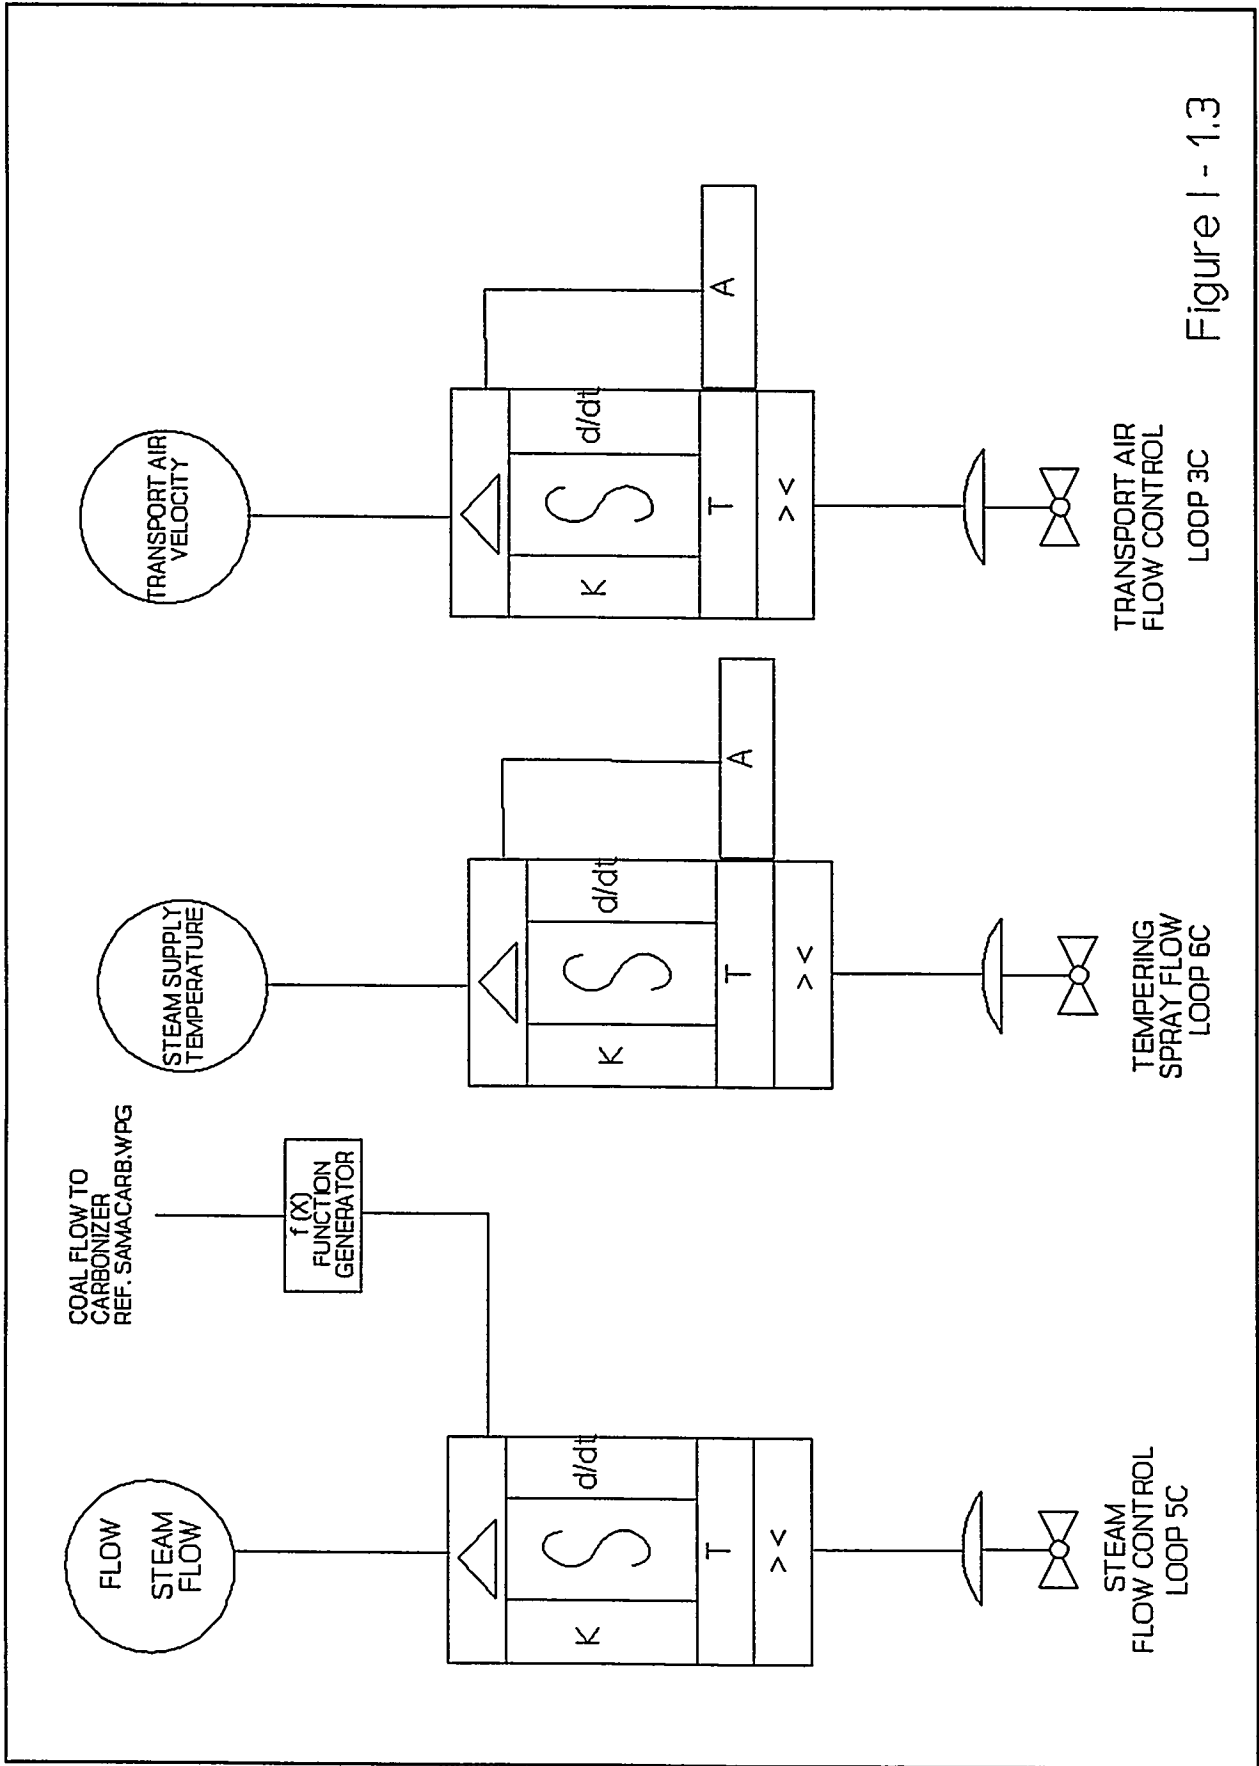 FLOW
STEAM
FLOW
COAL FLOW TO
CARBONIZER
REF. SAMACARB.WPG
f (X)
FUNCTION
GENERATOR
K
d/dt
T
> <
STEAM
FLOW CONTROL
LOOP 5C
STEAM SUPPLY
TEMPERATURE
K
d/dt
T
A
> <
TEMPERING
SPRAY FLOW
LOOP 6C
TRANSPORT AIR
VELOCITY
K
d/dt
T
A
> <
TRANSPORT AIR
FLOW CONTROL
LOOP 3C
Figure I - 1.3